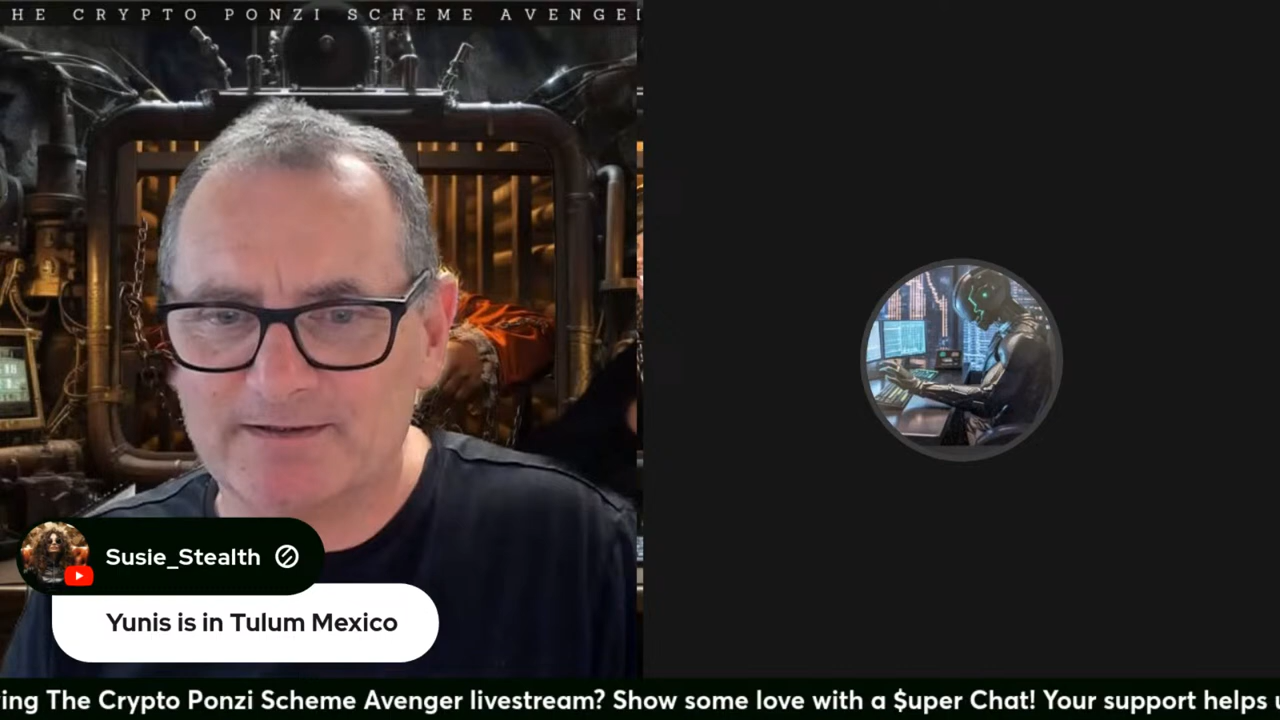 HE CRYPTO PONZI SCHEME AVENGE
Susie_Stealth
Yunis is in Tulum Mexico
ing The Crypto Ponzi Scheme Avenger livestream? Show some love with a $uper Chat! Your support helps